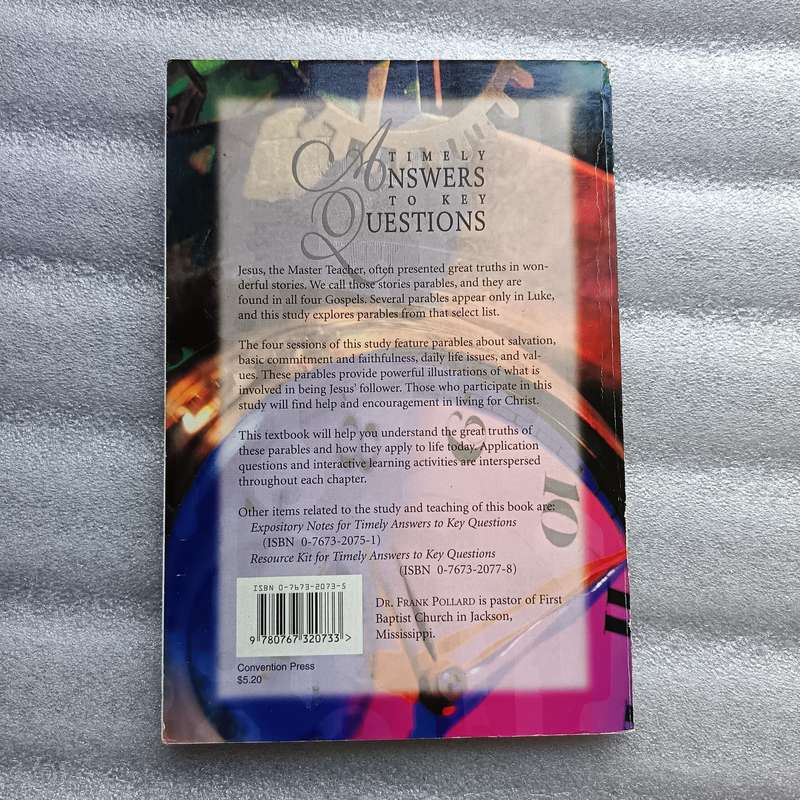 TIMELY
ANSWERS
TO KEY
QUESTIONS
Jesus, the Master Teacher, often presented great truths in won-
derful stories. We call those stories parables, and they are
found in all four Gospels. Several parables appear only in Luke,
and this study explores parables from that select list.
The four sessions of this study feature parables about salvation,
basic commitment and faithfulness, daily life issues, and val-
ues. These parables provide powerful illustrations of what is
involved in being Jesus' follower. Those who participate in this
study will find help and encouragement in living for Christ.
This textbook will help you understand the great truths of
these parables and how they apply to life today. Application
questions and interactive learning activities are interspersed
throughout each chapter.
Other items related to the study and teaching of this book are:
Expository Notes for Timely Answers to Key Questions
(ISBN 0-7673-2075-1)
Resource Kit for Timely Answers to Key Questions
(ISBN 0-7673-2077-8)
ISBN 0-7673-2073-5
9 780767 320733 >
DR. FRANK POLLARD is pastor of First
Baptist Church in Jackson,
Mississippi.
Convention Press
$5.20
9
10
11